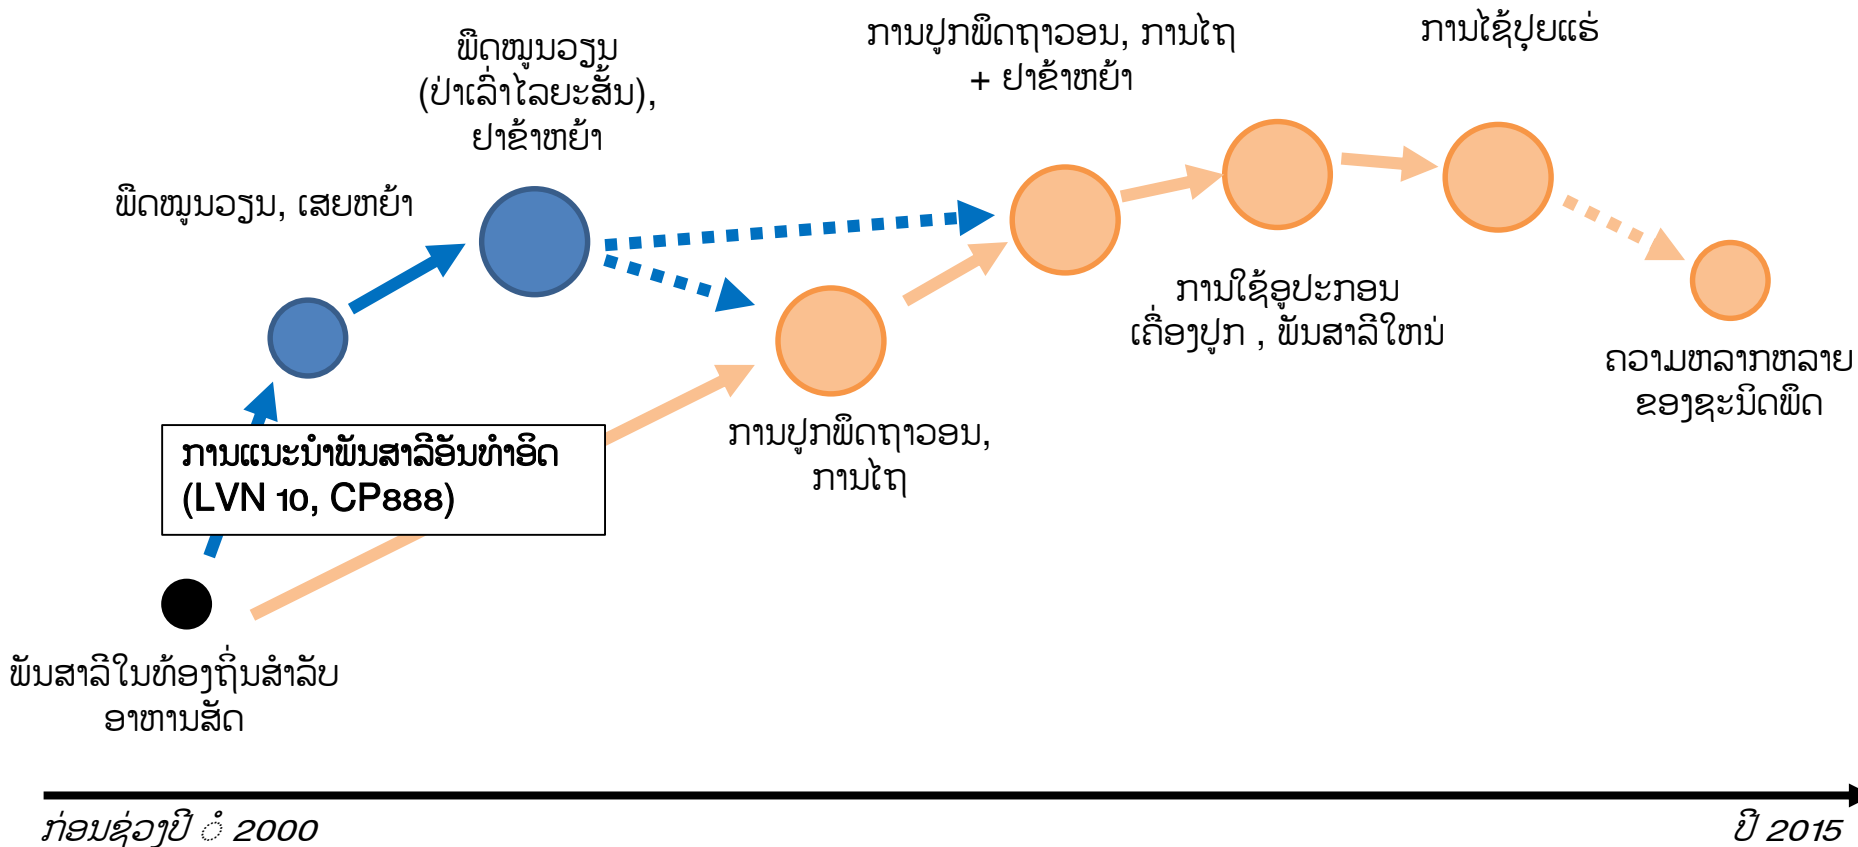 ພືດໝູນວຽນ
(ປ່າເລົ່າໄລຍະສັ້ນ),
ຢາຂ້າຫຍ້າ
ການປູກພຶດຖາວອນ, ການໄຖ
+ ຢາຂ້າຫຍ້າ
ການໄຊ້ປຸຍແຮ່
ພືດໝູນວຽນ, ເສຍຫຍ້າ
ການໃຊ້ອູປະກອນ
ເຄື່ອງປູກ , ພັນສາລີໃຫນ່
ຄວາມຫລາກຫລາຍ
ຂອງຊະນິດພຶດ
ການປູກພຶດຖາວອນ,
ການໄຖ
ການແນະນຳພັນສາລີອັນທຳອິດ
(LVN 10, CP888)
ພັນສາລີໃນທ້ອງຖິ່ນສຳລັບ
ອາຫານສັດ
ກ່ອນຊ່ວງປີ ໍ 2000
ປີ 2015